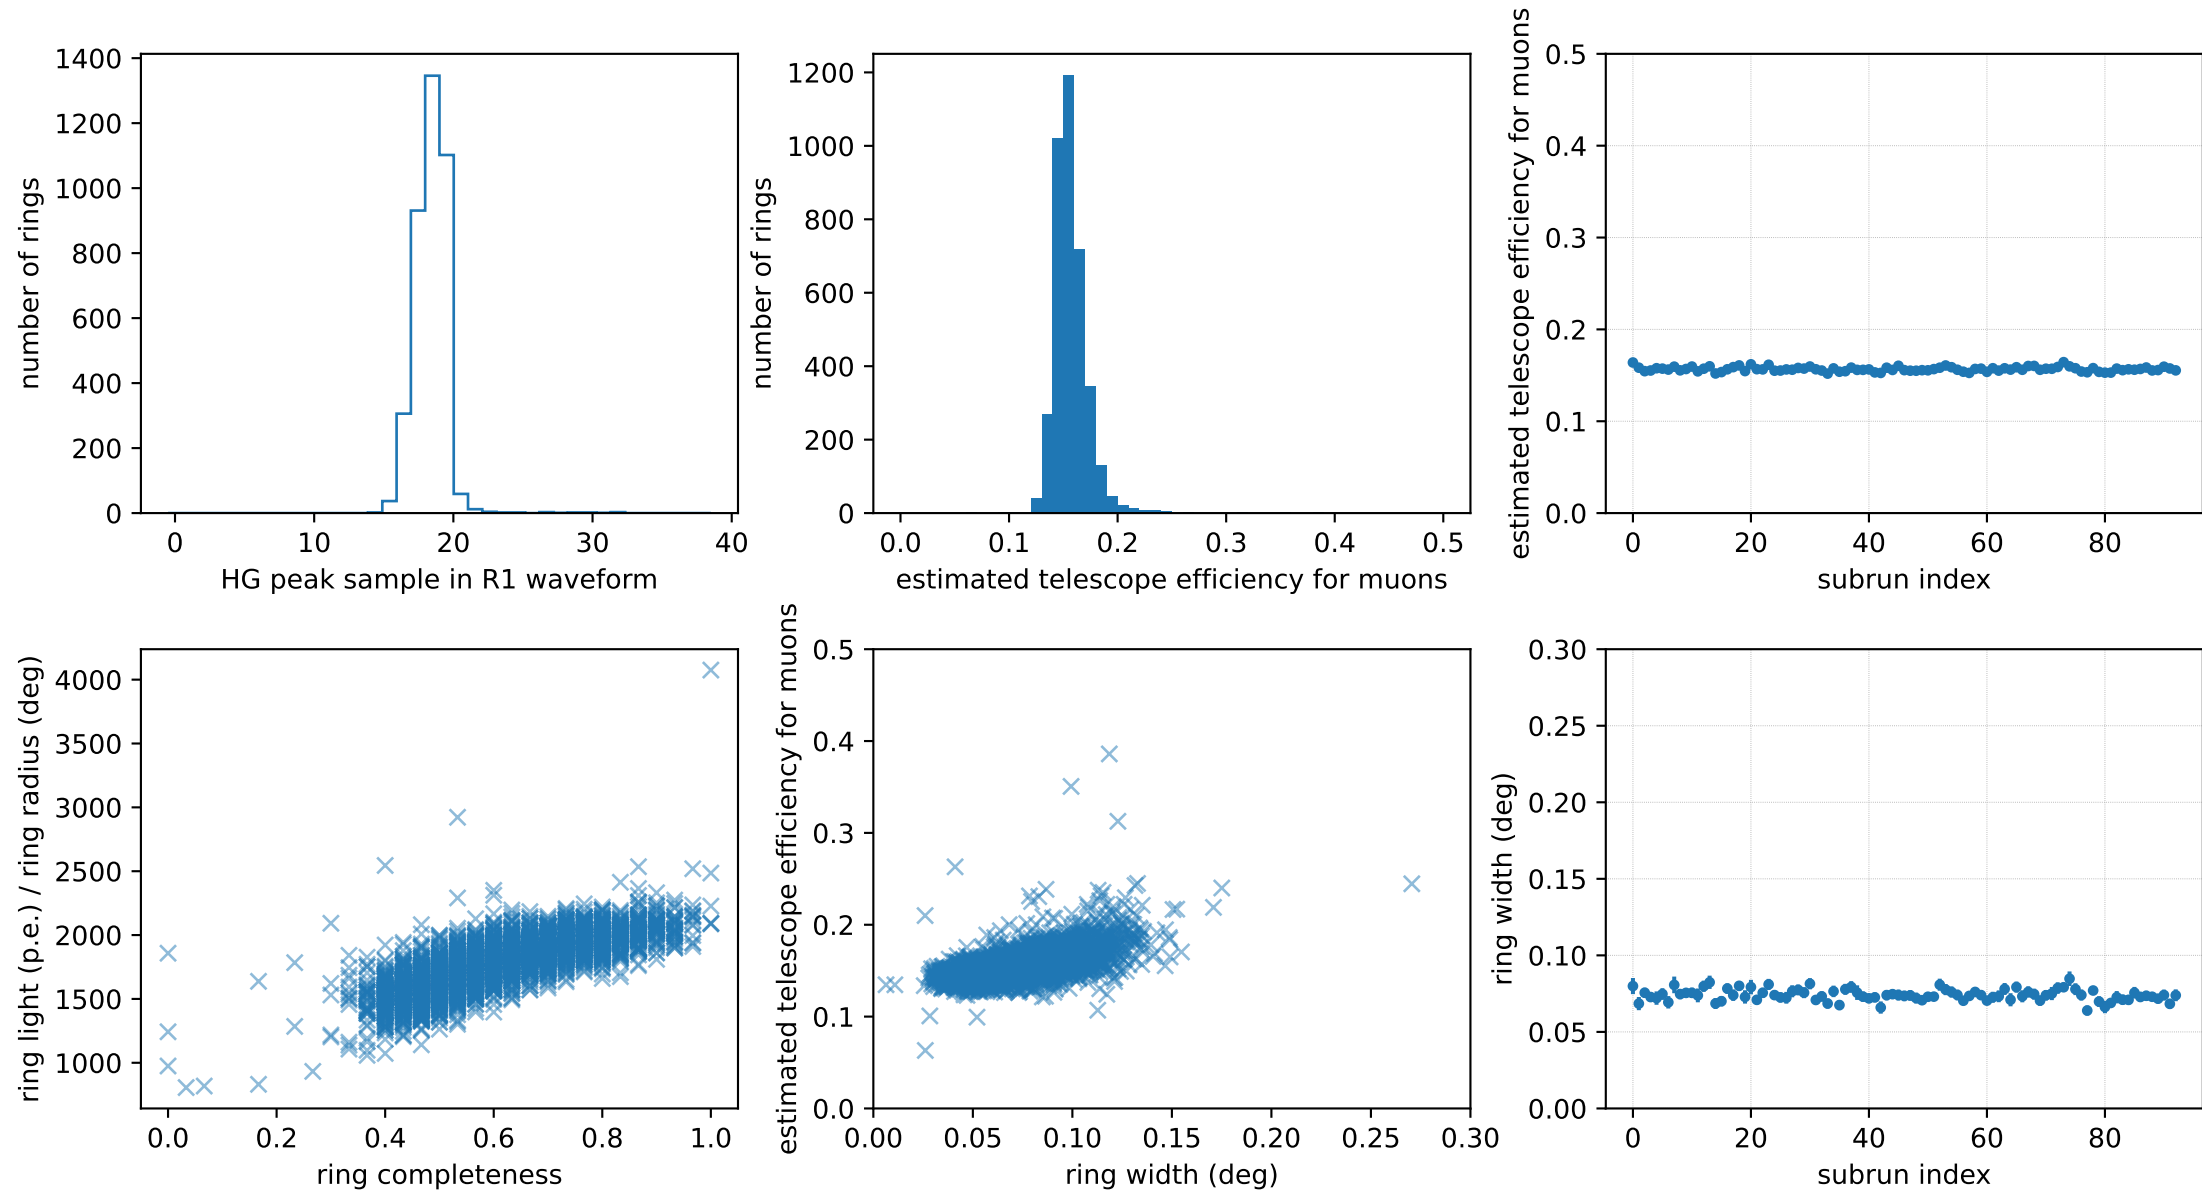 1400
1200
1000
800
600
400
200
0
number of rings
0 10 20 30 40
HG peak sample in R1 waveform
1200
1000
800
600
400
200
0
number of rings
0.0 0.1 0.2 0.3 0.4 0.5
estimated telescope efficiency for muons
0.5
0.4
0.3
0.2
0.1
0.0
estimated telescope efficiency for muons
0 20 40 60 80
subrun index
4000
3500
3000
2500
2000
1500
1000
ring light (p.e.) / ring radius (deg)
0.0 0.2 0.4 0.6 0.8 1.0
ring completeness
0.5
0.4
0.3
0.2
0.1
0.0
estimated telescope efficiency for muons
0.00 0.05 0.10 0.15 0.20 0.25 0.30
ring width (deg)
0.30
0.25
0.20
0.15
0.10
0.05
0.00
ring width (deg)
0 20 40 60 80
subrun index